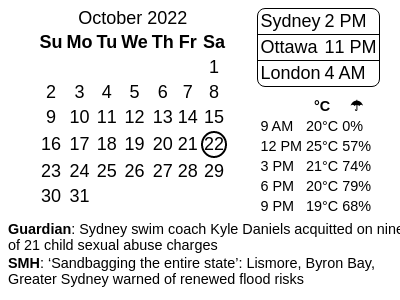 October 2022
Su Mo Tu We Th Fr Sa
1
2 3 4 5 6 7 8
9 10 11 12 13 14 15
16 17 18 19 20 21 22
23 24 25 26 27 28 29
30 31
Sydney 2 PM
Ottawa 11 PM
London 4 AM
°C ☂
9 AM 20°C 0%
12 PM 25°C 57%
3 PM 21°C 74%
6 PM 20°C 79%
9 PM 19°C 68%
Guardian: Sydney swim coach Kyle Daniels acquitted on nine
of 21 child sexual abuse charges
SMH: ‘Sandbagging the entire state’: Lismore, Byron Bay,
Greater Sydney warned of renewed flood risks